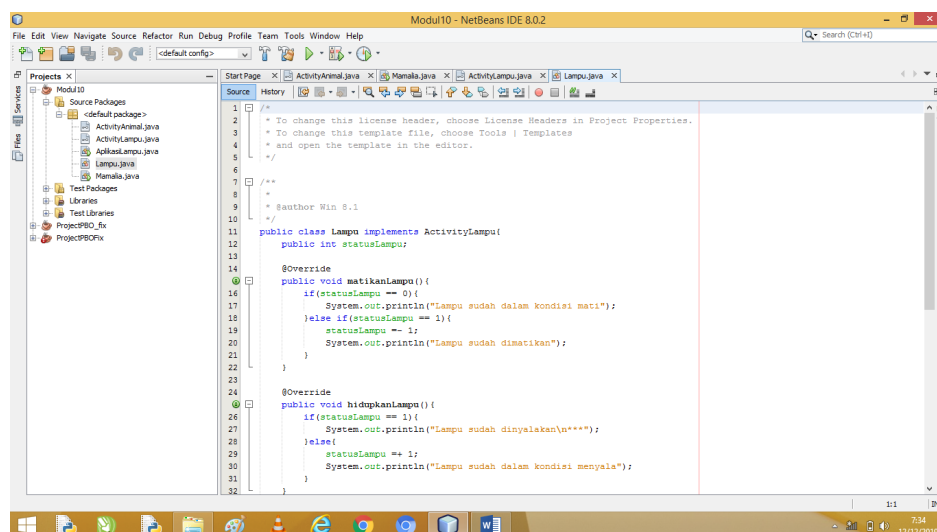 Modul10 - NetBeans IDE 8.0.2
File Edit View Navigate Source Refactor Run Debug Profile Team Tools Window Help
Search (Ctrl+I)
<default config>
Projects
Start Page ActivityAnimal.java Mamalia.java ActivityLampu.java Lampu.java
Services
Files
Modul10
Source Packages
<default package>
ActivityAnimal.java
ActivityLampu.java
AplikasiLampu.java
Lampu.java
Mamalia.java
Test Packages
Libraries
Test Libraries
ProjectPBO_fix
ProjectPBOFix
Source History
1 /*
2 * To change this license header, choose License Headers in Project Properties.
3 * To change this template file, choose Tools | Templates
4 * and open the template in the editor.
5 */
6
7 /**
8 *
9 * @author Win 8.1
10 */
11 public class Lampu implements ActivityLampu{
12 public int statusLampu;
13
14 @Override
public void matikanLampu(){
16 if(statusLampu == 0){
17 System.out.println("Lampu sudah dalam kondisi mati");
18 }else if(statusLampu == 1){
19 statusLampu =- 1;
20 System.out.println("Lampu sudah dimatikan");
21 }
22 }
23
24 @Override
public void hidupkanLampu(){
26 if(statusLampu == 1){
27 System.out.println("Lampu sudah dinyalakan\n***");
28 }else{
29 statusLampu =+ 1;
30 System.out.println("Lampu sudah dalam kondisi menyala");
31 }
32 }
1:1
7:34